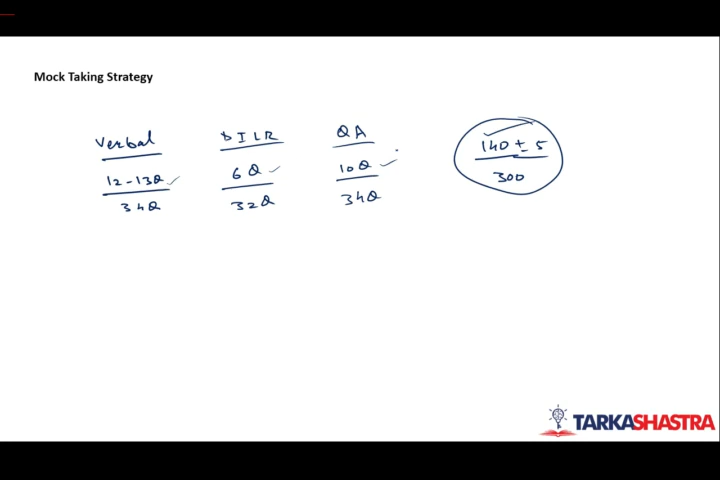 Mock Taking Strategy
Verbal
DILR
QA
140 ± 5
12-13Q
6Q
10Q
300
34Q
32Q
34Q
TARKASHASTRA